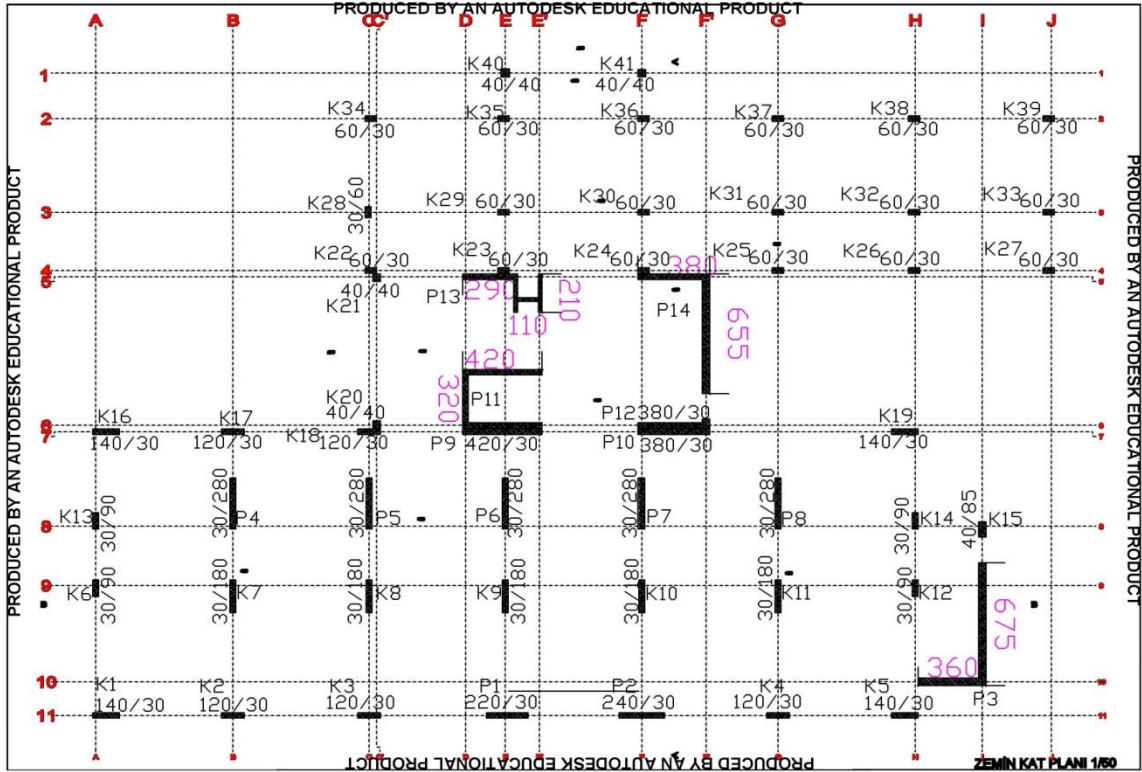 PRODUCED BY AN AUTODESK EDUCATIONAL PRODUCT
A B C C' D E E' F F' G H I J
1 K40 K41 1
40/40 40/40
2 K34 K35 K36 K37 K38 K39 2
60/30 60/30 60/30 60/30 60/30 60/30
3 K28 30/60 K29 60/30 K30 60/30 K31 60/30 K32 60/30 K33 60/30 3
4 K22 60/30 K23 60/30 K24 60/30 K25 60/30 K26 60/30 K27 60/30
5 40/40 380
K21 P13 290 210 P14
110 655
420
320 P11
K20
6 K16 K17 40/40 P12 380/30 K19
7 140/30 120/30 K18 120/30 P9 420/30 P10 380/30 140/30 7
30/280 30/280 30/280 30/280 30/280
8 K13 30/90 P4 P5 P6 P7 P8 30/90 K14 40/85 K15
9 K6 30/90 30/180 K7 30/180 K8 K9 30/180 30/180 K10 30/180 K11 30/90 K12
675
360
10 K1 K2 K3 P1 P2 K4 K5 P3
11 140/30 120/30 120/30 220/30 240/30 120/30 140/30
PRODUCED BY AN AUTODESK EDUCATIONAL PRODUCT
PRODUCED BY AN AUTODESK EDUCATIONAL PRODUCT
PRODUCED BY AN AUTODESK EDUCATIONAL PRODUCT
ZEMİN KAT PLANI 1/50